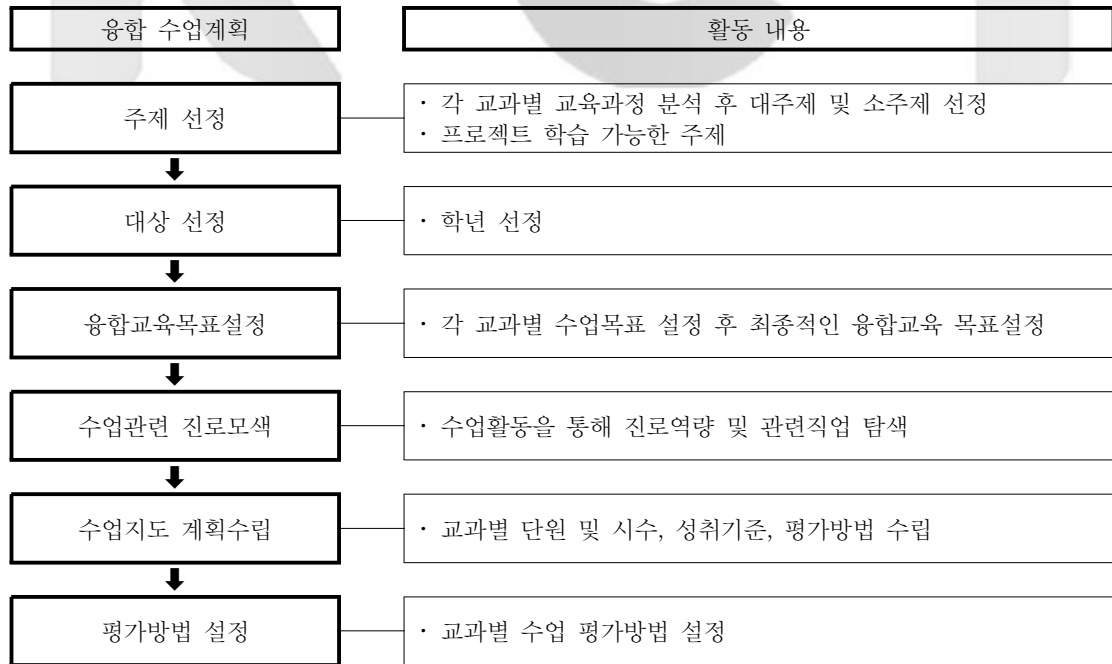 융합 수업계획
활동 내용
주제 선정
· 각 교과별 교육과정 분석 후 대주제 및 소주제 선정
· 프로젝트 학습 가능한 주제
대상 선정
· 학년 선정
융합교육목표설정
· 각 교과별 수업목표 설정 후 최종적인 융합교육 목표설정
수업관련 진로모색
· 수업활동을 통해 진로역량 및 관련직업 탐색
수업지도 계획수립
· 교과별 단원 및 시수, 성취기준, 평가방법 수립
평가방법 설정
· 교과별 수업 평가방법 설정